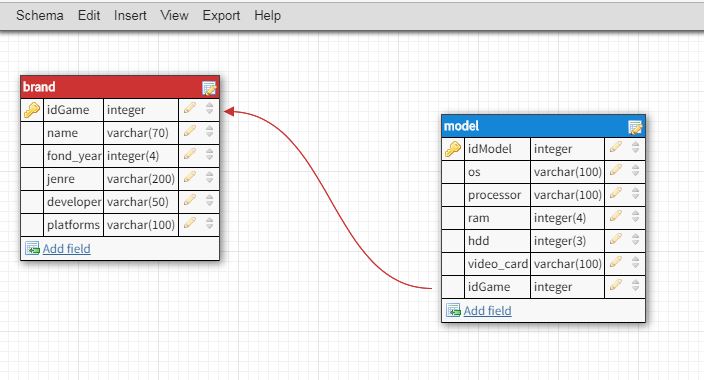 Schema Edit Insert View Export Help
brand
idGame integer
name varchar(70)
fond_year integer(4)
jenre varchar(200)
developer varchar(50)
platforms varchar(100)
Add field
model
idModel integer
os varchar(100)
processor varchar(100)
ram integer(4)
hdd integer(3)
video_card varchar(100)
idGame integer
Add field